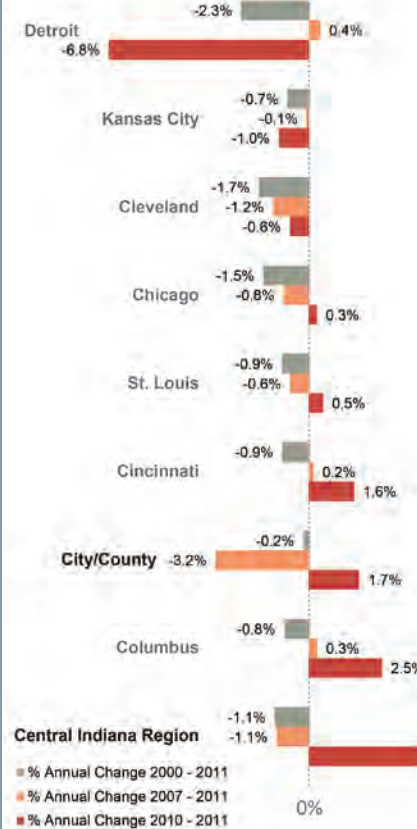 -2.3%
Detroit 0.4%
-6.8%
-0.7%
Kansas City -0.1%
-1.0%
-1.7%
Cleveland -1.2%
-0.6%
-1.5%
Chicago -0.8%
0.3%
-0.9%
St. Louis -0.6%
0.5%
-0.9%
Cincinnati 0.2%
1.6%
-0.2%
City/County -3.2%
1.7%
-0.8%
Columbus 0.3%
2.5%
-1.1%
Central Indiana Region -1.1%
% Annual Change 2000 - 2011
% Annual Change 2007 - 2011
% Annual Change 2010 - 2011
0%